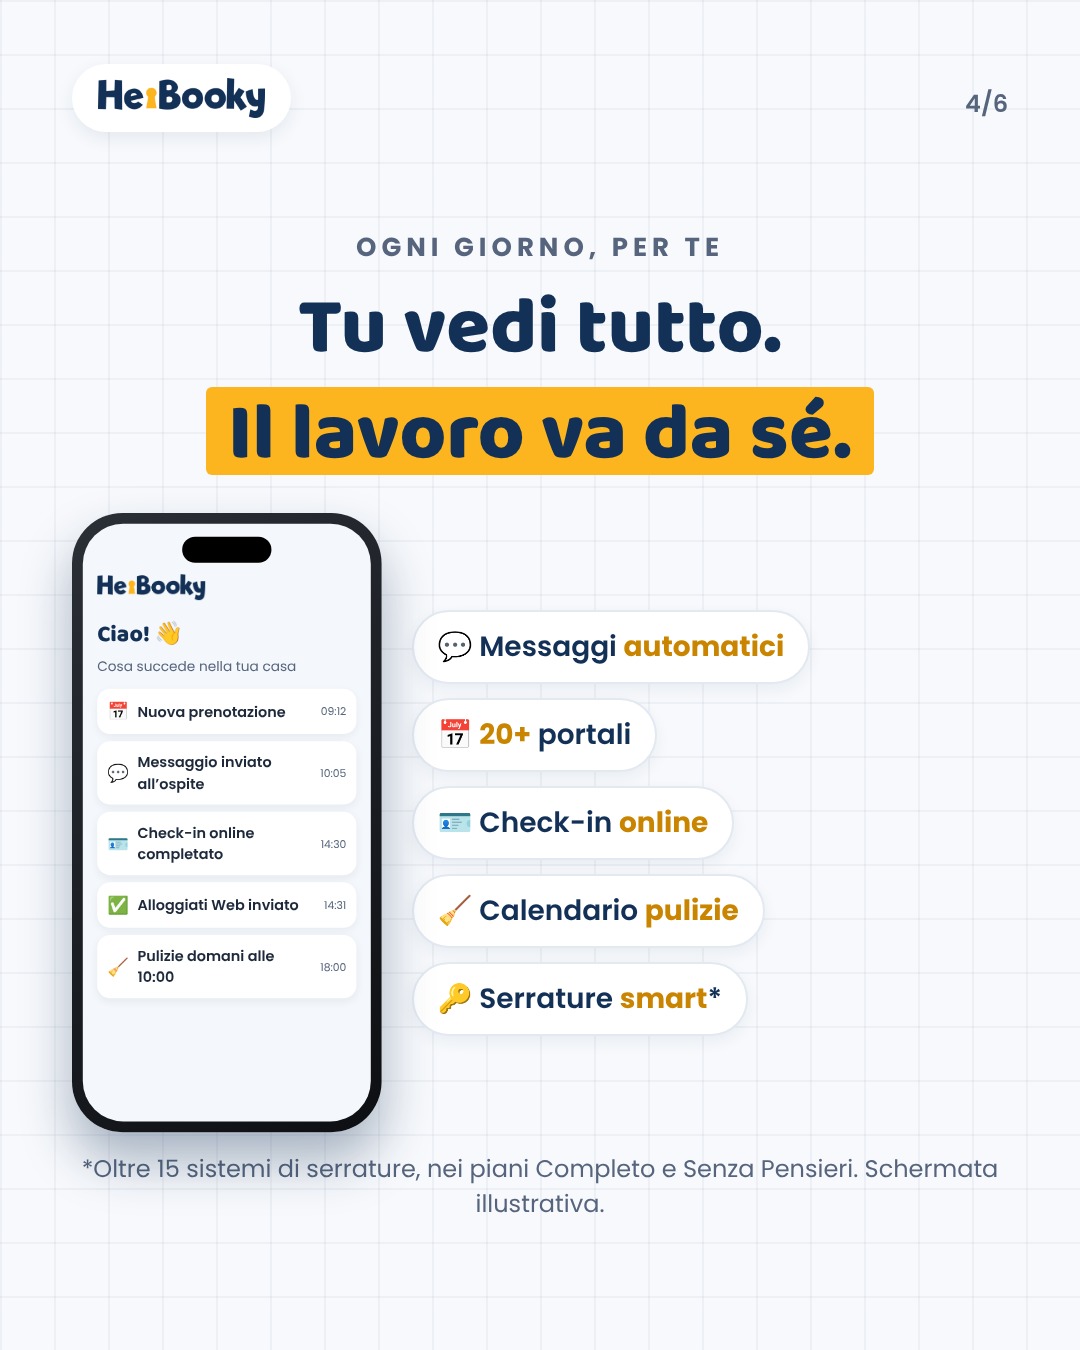 HeiBooky
4/6
OGNI GIORNO, PER TE
Tu vedi tutto.
Il lavoro va da sé.
HeiBooky
Ciao! 👋
Cosa succede nella tua casa
Nuova prenotazione 09:12
Messaggio inviato
all’ospite
10:05
Check-in online
completato
14:30
Alloggiati Web inviato 14:31
Pulizie domani alle
10:00
18:00
Messaggi automatici
20+ portali
Check-in online
Calendario pulizie
Serrature smart*
*Oltre 15 sistemi di serrature, nei piani Completo e Senza Pensieri. Schermata
illustrativa.